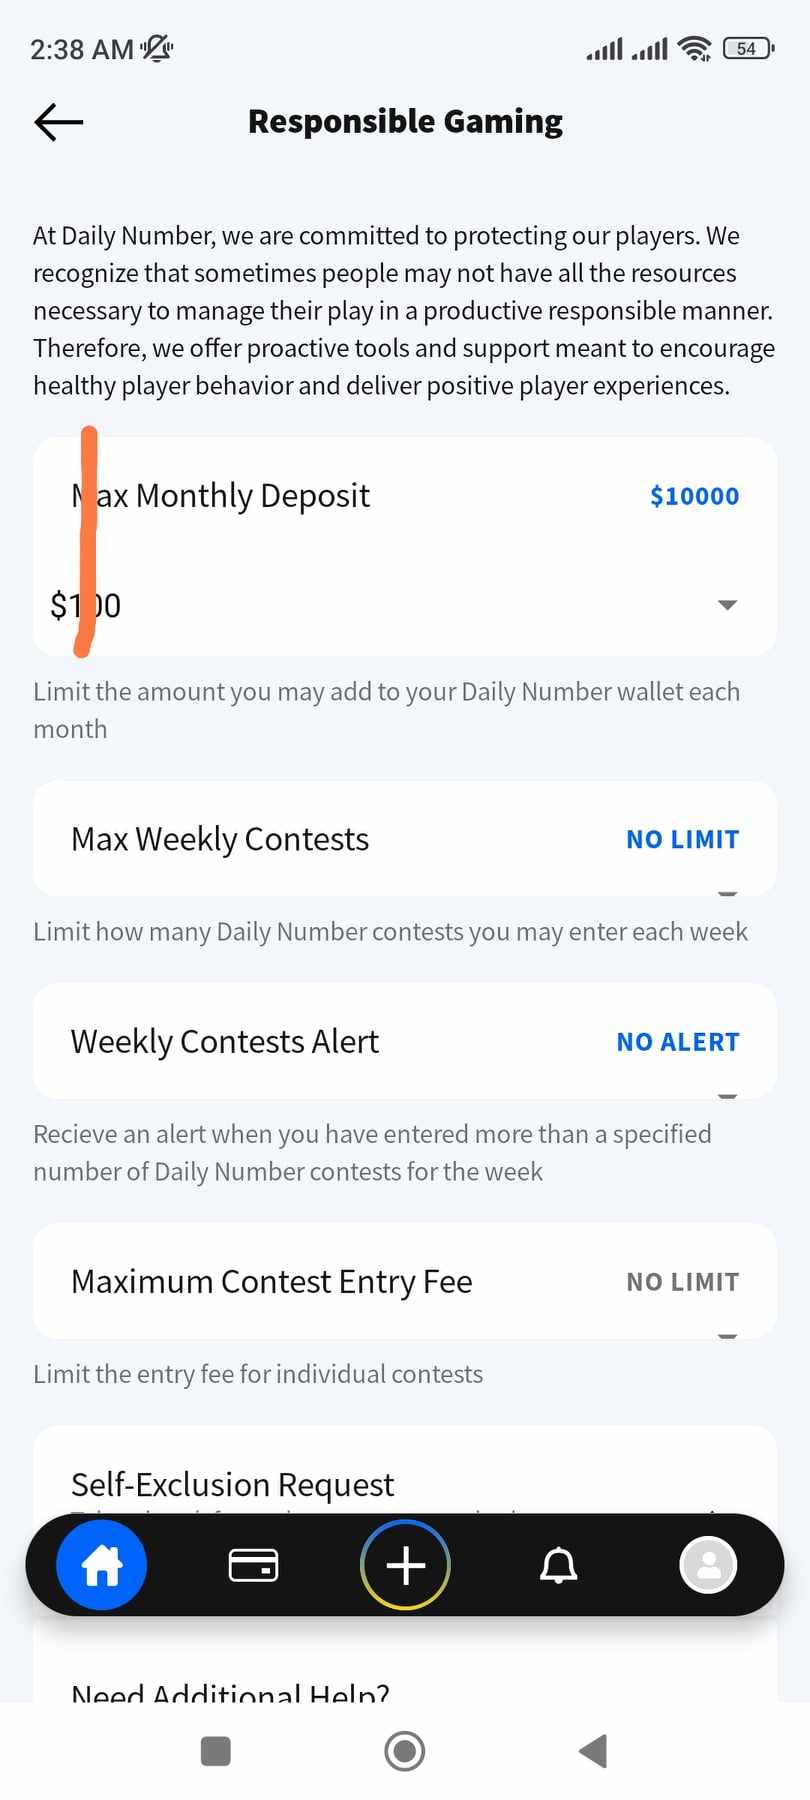 2:38 AM
54
Responsible Gaming
At Daily Number, we are committed to protecting our players. We
recognize that sometimes people may not have all the resources
necessary to manage their play in a productive responsible manner.
Therefore, we offer proactive tools and support meant to encourage
healthy player behavior and deliver positive player experiences.
Max Monthly Deposit $10000
$100
Limit the amount you may add to your Daily Number wallet each
month
Max Weekly Contests NO LIMIT
Limit how many Daily Number contests you may enter each week
Weekly Contests Alert NO ALERT
Recieve an alert when you have entered more than a specified
number of Daily Number contests for the week
Maximum Contest Entry Fee NO LIMIT
Limit the entry fee for individual contests
Self-Exclusion Request
Need Additional Help?